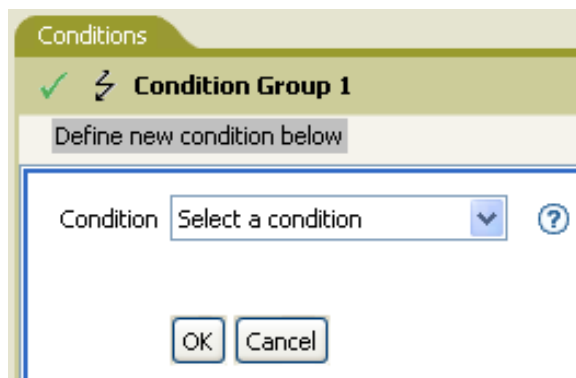 Conditions
Condition Group 1
Define new condition below
Condition Select a condition ?
OK Cancel